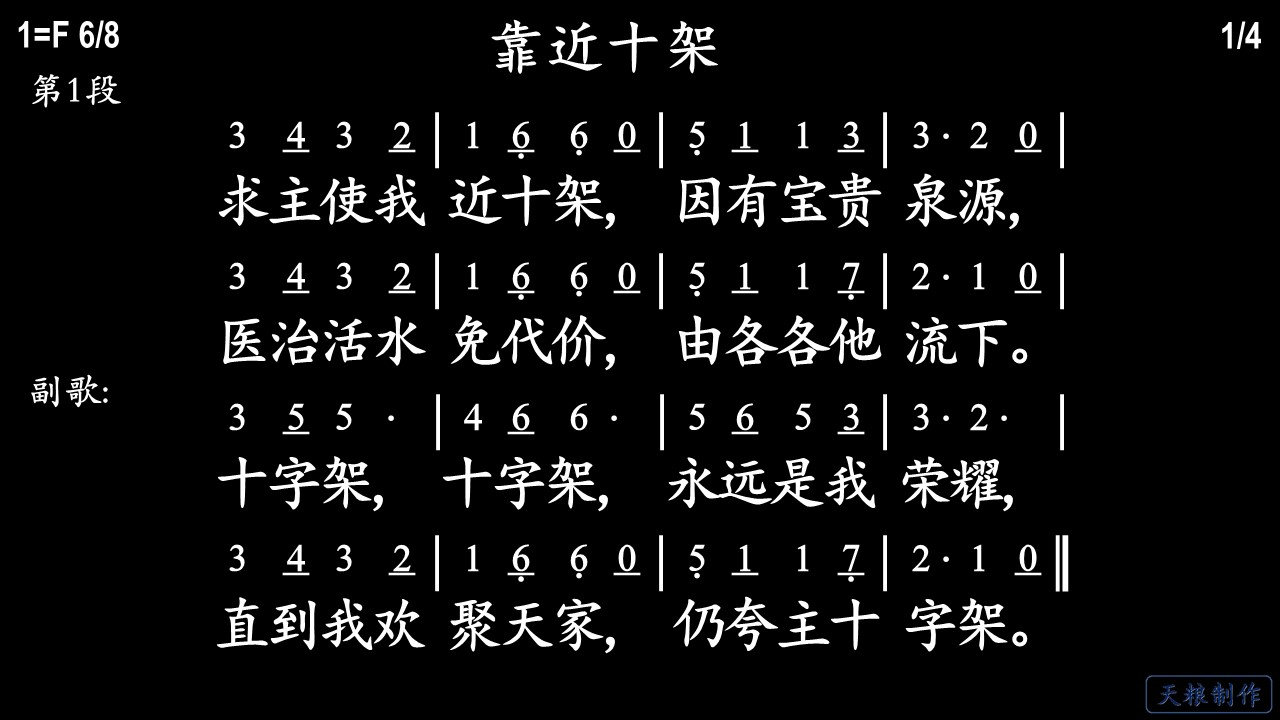 1=F 6/8
靠近十架
1/4
第1段
3 4 3 2 | 1 6̣ 6̣ 0 | 5̣ 1 1 3 | 3· 2 0 |
求主使我 近十架, 因有宝贵 泉源,
3 4 3 2 | 1 6̣ 6̣ 0 | 5̣ 1 1 7̣ | 2· 1 0 |
医治活水 免代价, 由各各他 流下。
副歌:
3 5 5 · | 4 6 6 · | 5 6 5 3 | 3· 2· |
十字架, 十字架, 永远是我 荣耀,
3 4 3 2 | 1 6̣ 6̣ 0 | 5̣ 1 1 7̣ | 2· 1 0 ‖
直到我欢 聚天家, 仍夸主十 字架。
天粮制作